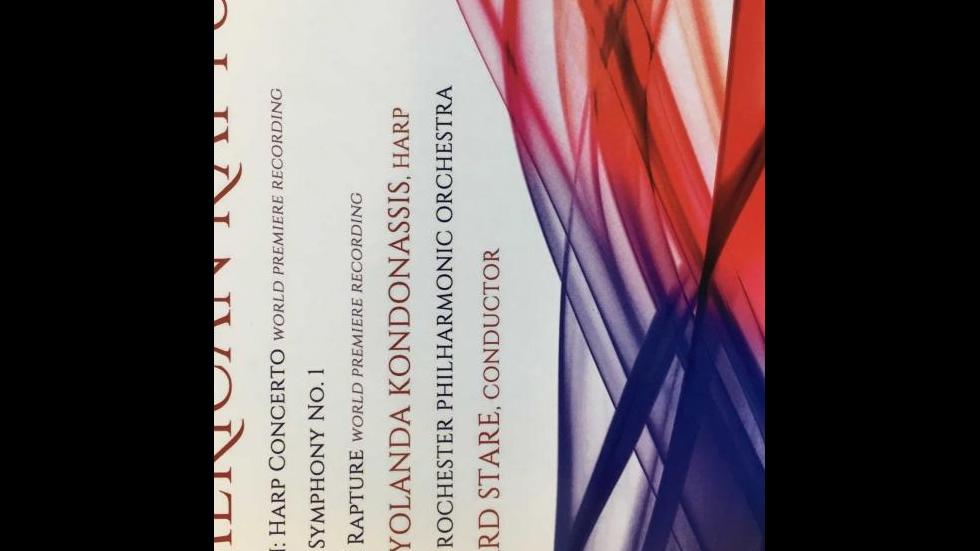 : HARP CONCERTO WORLD PREMIERE RECORDING
SYMPHONY NO.1
RAPTURE WORLD PREMIERE RECORDING
YOLANDA KONDONASSIS, HARP
ROCHESTER PHILHARMONIC ORCHESTRA
RD STARE, CONDUCTOR